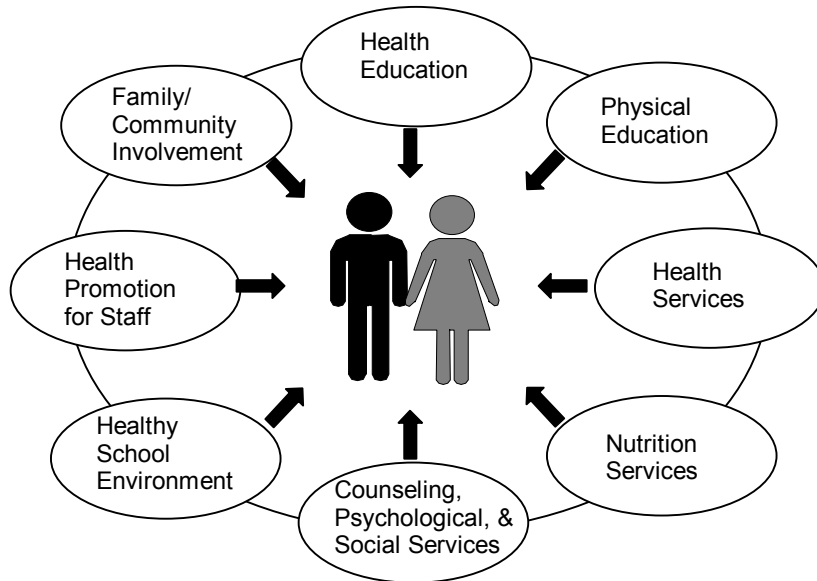 Health
Education
Physical
Education
Health
Services
Nutrition
Services
Counseling,
Psychological, &
Social Services
Healthy
School
Environment
Health
Promotion
for Staff
Family/
Community
Involvement